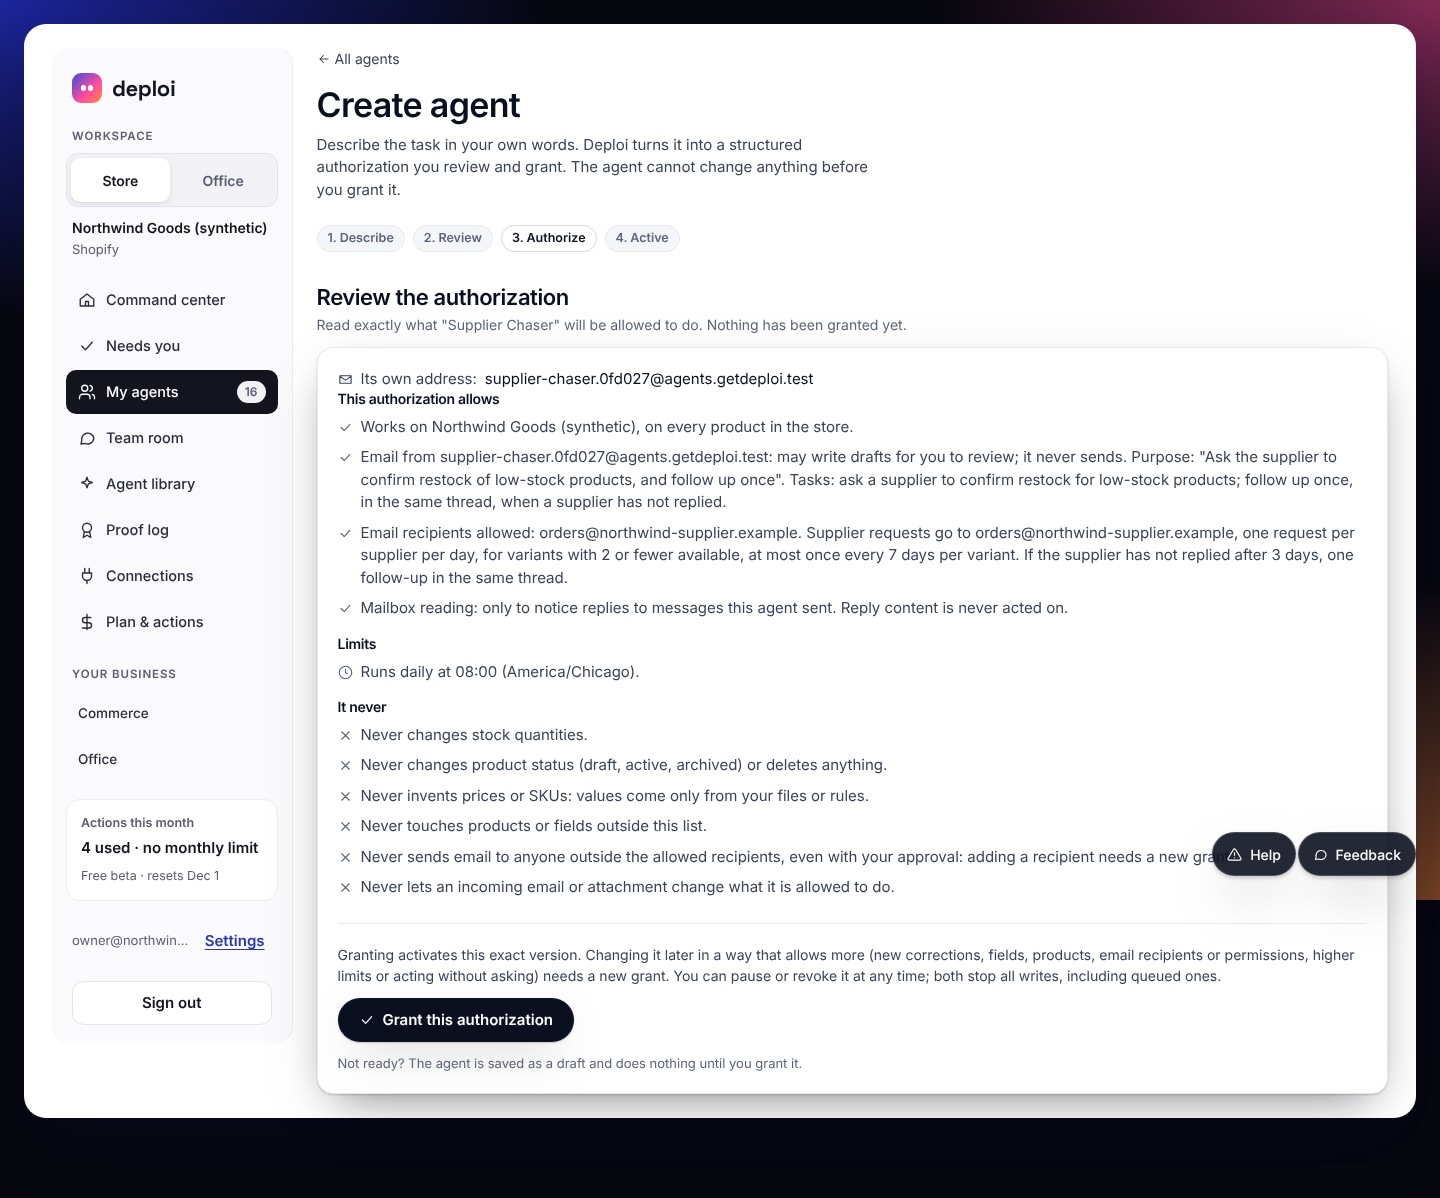 deploi
WORKSPACE
Store
Office
Northwind Goods (synthetic)
Shopify
Command center
Needs you
My agents
16
Team room
Agent library
Proof log
Connections
Plan & actions
YOUR BUSINESS
Commerce
Office
Actions this month
4 used · no monthly limit
Free beta · resets Dec 1
owner@northwin...
Settings
Sign out
← All agents
Create agent
Describe the task in your own words. Deploi turns it into a structured
authorization you review and grant. The agent cannot change anything before
you grant it.
1. Describe
2. Review
3. Authorize
4. Active
Review the authorization
Read exactly what "Supplier Chaser" will be allowed to do. Nothing has been granted yet.
Its own address: supplier-chaser.0fd027@agents.getdeploi.test
This authorization allows
Works on Northwind Goods (synthetic), on every product in the store.
Email from supplier-chaser.0fd027@agents.getdeploi.test: may write drafts for you to review; it never sends. Purpose: "Ask the supplier to
confirm restock of low-stock products, and follow up once". Tasks: ask a supplier to confirm restock for low-stock products; follow up once,
in the same thread, when a supplier has not replied.
Email recipients allowed: orders@northwind-supplier.example. Supplier requests go to orders@northwind-supplier.example, one request per
supplier per day, for variants with 2 or fewer available, at most once every 7 days per variant. If the supplier has not replied after 3 days, one
follow-up in the same thread.
Mailbox reading: only to notice replies to messages this agent sent. Reply content is never acted on.
Limits
Runs daily at 08:00 (America/Chicago).
It never
Never changes stock quantities.
Never changes product status (draft, active, archived) or deletes anything.
Never invents prices or SKUs: values come only from your files or rules.
Never touches products or fields outside this list.
Never sends email to anyone outside the allowed recipients, even with your approval: adding a recipient needs a new
Help
Feedback
Never lets an incoming email or attachment change what it is allowed to do.
Granting activates this exact version. Changing it later in a way that allows more (new corrections, fields, products, email recipients or permissions, higher
limits or acting without asking) needs a new grant. You can pause or revoke it at any time; both stop all writes, including queued ones.
Grant this authorization
Not ready? The agent is saved as a draft and does nothing until you grant it.